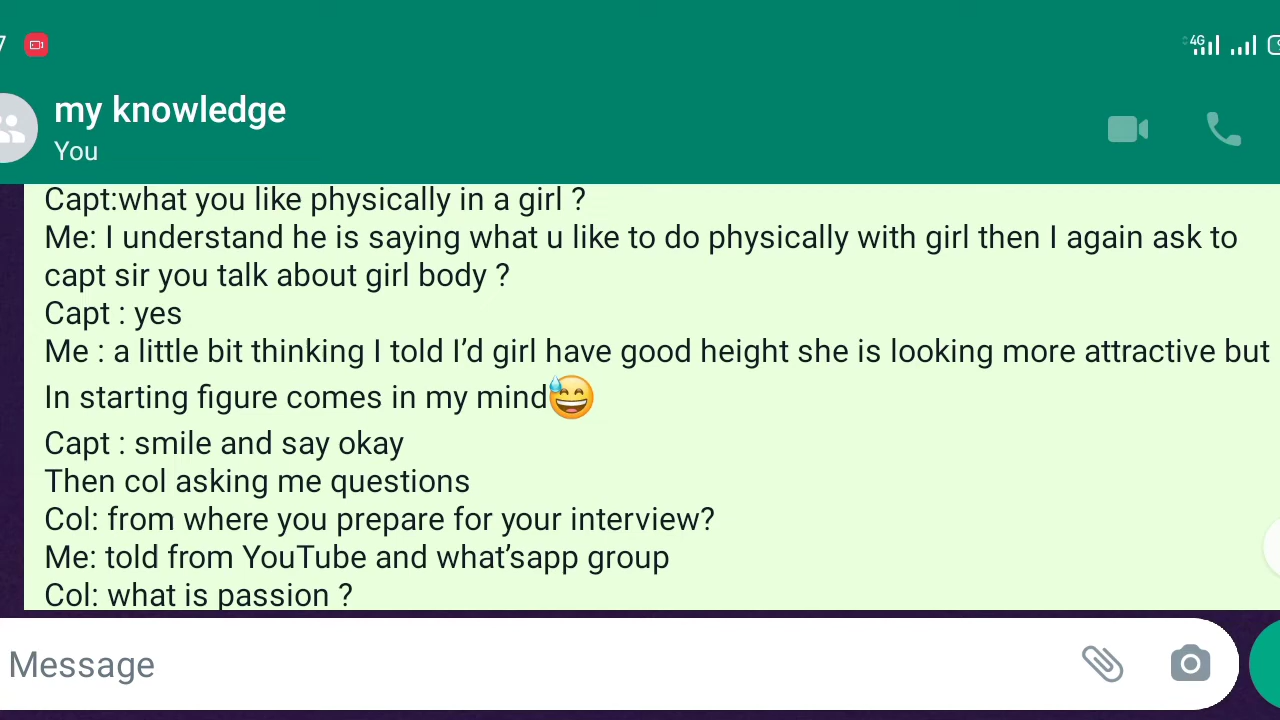 4G
my knowledge
You
Capt:what you like physically in a girl ?
Me: I understand he is saying what u like to do physically with girl then I again ask to
capt sir you talk about girl body ?
Capt : yes
Me : a little bit thinking I told I’d girl have good height she is looking more attractive but
In starting figure comes in my mind😅
Capt : smile and say okay
Then col asking me questions
Col: from where you prepare for your interview?
Me: told from YouTube and what’sapp group
Col: what is passion ?
Message